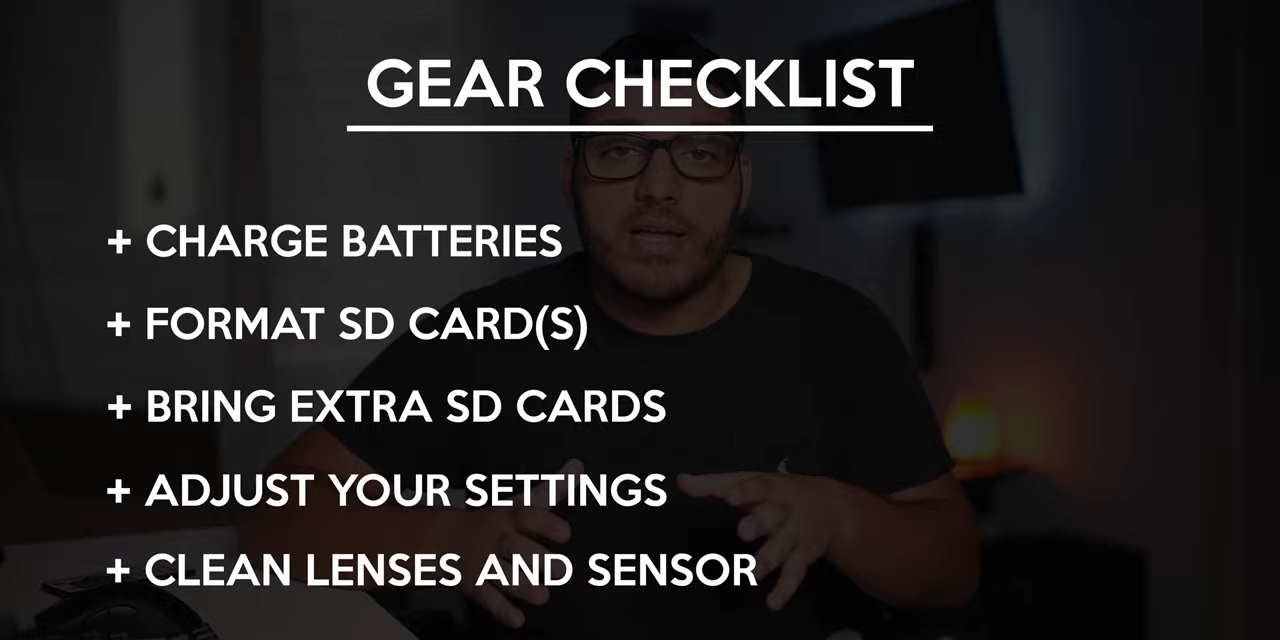 GEAR CHECKLIST
+ CHARGE BATTERIES
+ FORMAT SD CARD(S)
+ BRING EXTRA SD CARDS
+ ADJUST YOUR SETTINGS
+ CLEAN LENSES AND SENSOR